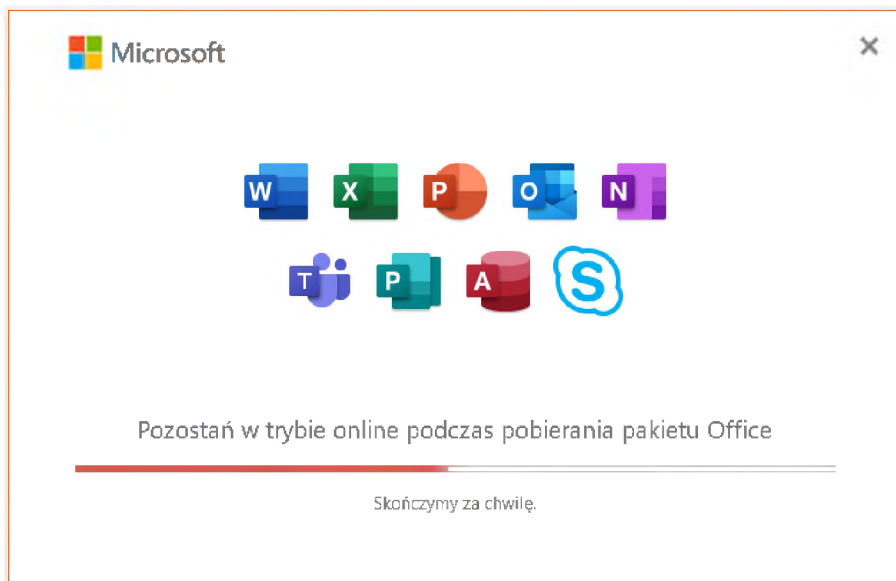 Microsoft
W X P O N
T P A S
Pozostań w trybie online podczas pobierania pakietu Office
Skończymy za chwilę.